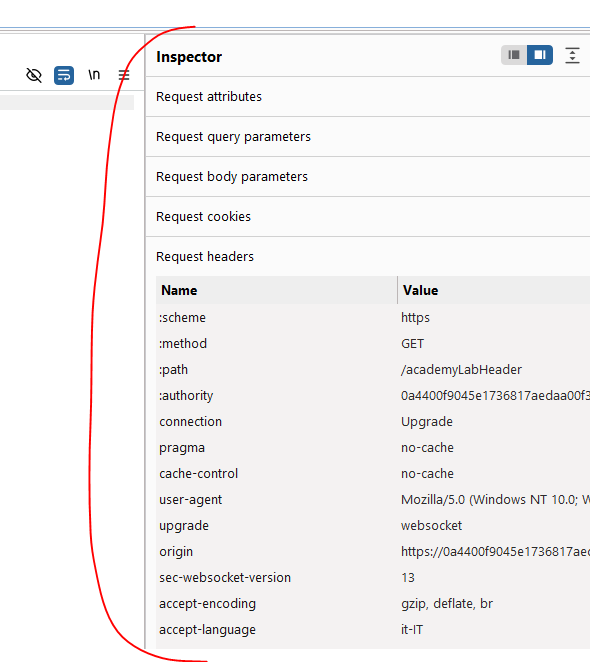 \n
Inspector
Request attributes
Request query parameters
Request body parameters
Request cookies
Request headers
Name Value
:scheme https
:method GET
:path /academyLabHeader
:authority 0a4400f9045e1736817aedaa00f3
connection Upgrade
pragma no-cache
cache-control no-cache
user-agent Mozilla/5.0 (Windows NT 10.0; W
upgrade websocket
origin https://0a4400f9045e1736817aed
sec-websocket-version 13
accept-encoding gzip, deflate, br
accept-language it-IT